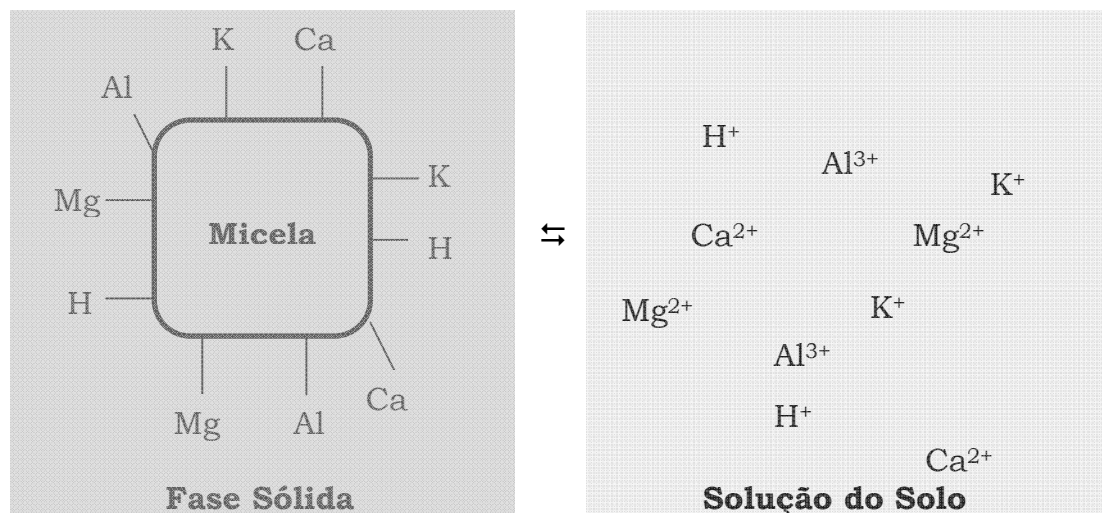 K Ca
Al
K
Mg
Micela
H
H
Ca
Mg Al
Fase Sólida
⇆
H⁺
Al³⁺
K⁺
Ca²⁺ Mg²⁺
Mg²⁺ K⁺
Al³⁺
H⁺
Ca²⁺
Solução do Solo